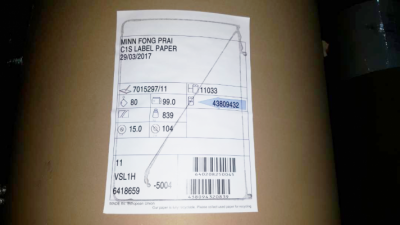 MINN FONG PRAI
C1S LABEL PAPER
29/03/2017
7015297/11 11033
80 99.0 43809432
839
15.0 104
11
VSL1H
6418659 -5004